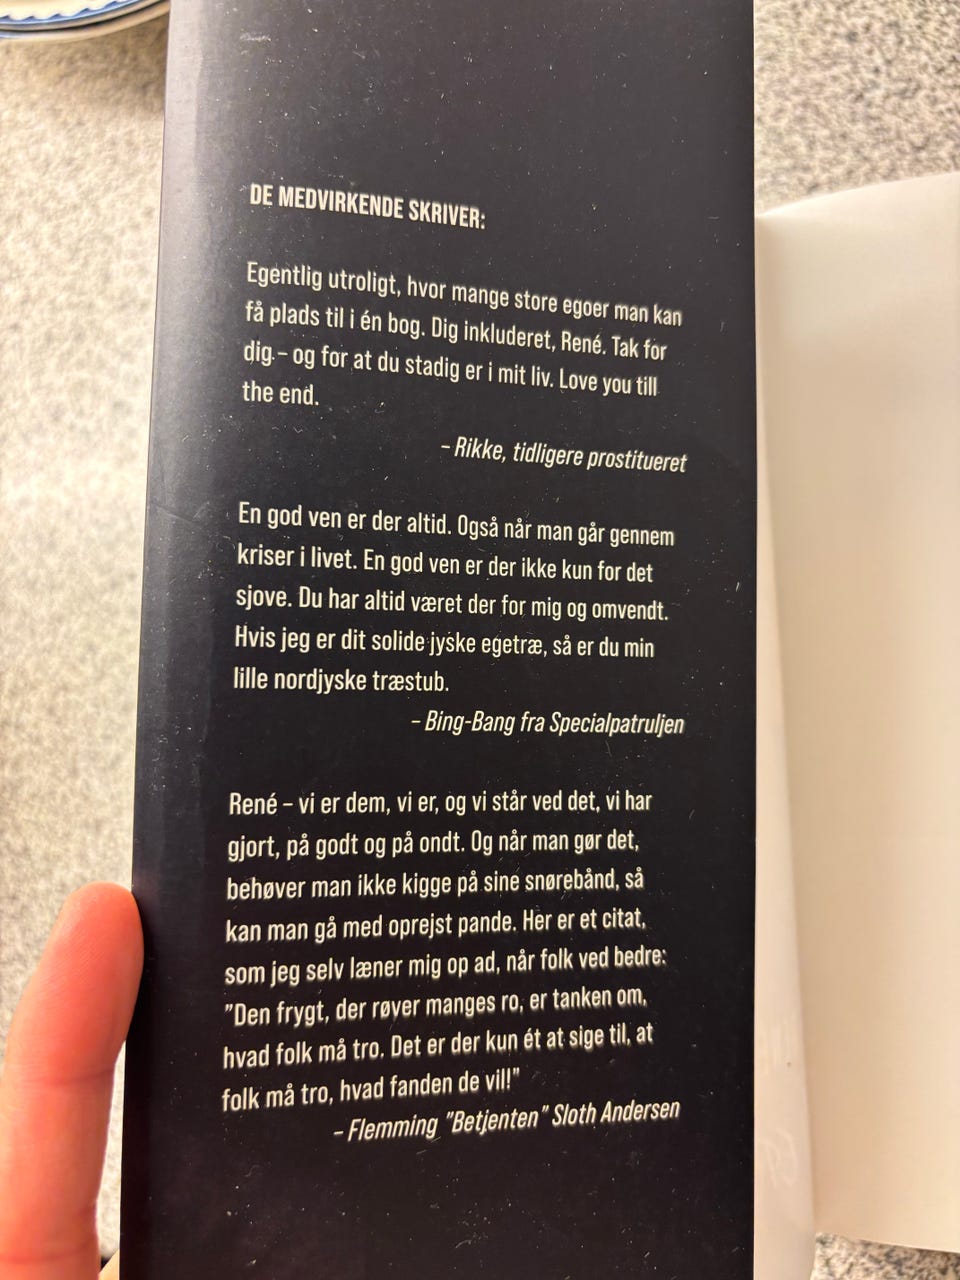 DE MEDVIRKENDE SKRIVER:
Egentlig utroligt, hvor mange store egoer man kan
få plads til i én bog. Dig inkluderet, René. Tak for
dig – og for at du stadig er i mit liv. Love you till
the end.
– Rikke, tidligere prostitueret
En god ven er der altid. Også når man går gennem
kriser i livet. En god ven er der ikke kun for det
sjove. Du har altid været der for mig og omvendt.
Hvis jeg er dit solide jyske egetræ, så er du min
lille nordjyske træstub.
– Bing-Bang fra Specialpatruljen
René – vi er dem, vi er, og vi står ved det, vi har
gjort, på godt og på ondt. Og når man gør det,
behøver man ikke kigge på sine snørebånd, så
kan man gå med oprejst pande. Her er et citat,
som jeg selv læner mig op ad, når folk ved bedre:
”Den frygt, der røver manges ro, er tanken om,
hvad folk må tro. Det er der kun ét at sige til, at
folk må tro, hvad fanden de vil!”
– Flemming ”Betjenten” Sloth Andersen